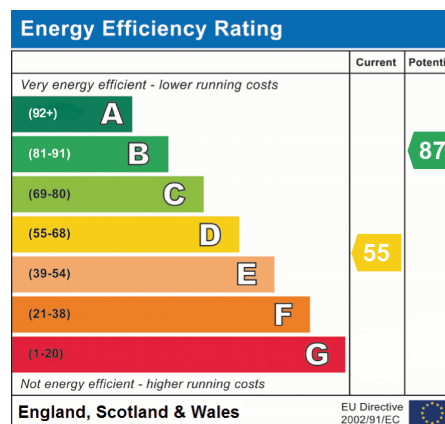 Energy Efficiency Rating
Current Potenti
Very energy efficient - lower running costs
(92+) A
(81-91) B
87
(69-80) C
(55-68) D
55
(39-54) E
(21-38) F
(1-20) G
Not energy efficient - higher running costs
England, Scotland & Wales
EU Directive
2002/91/EC